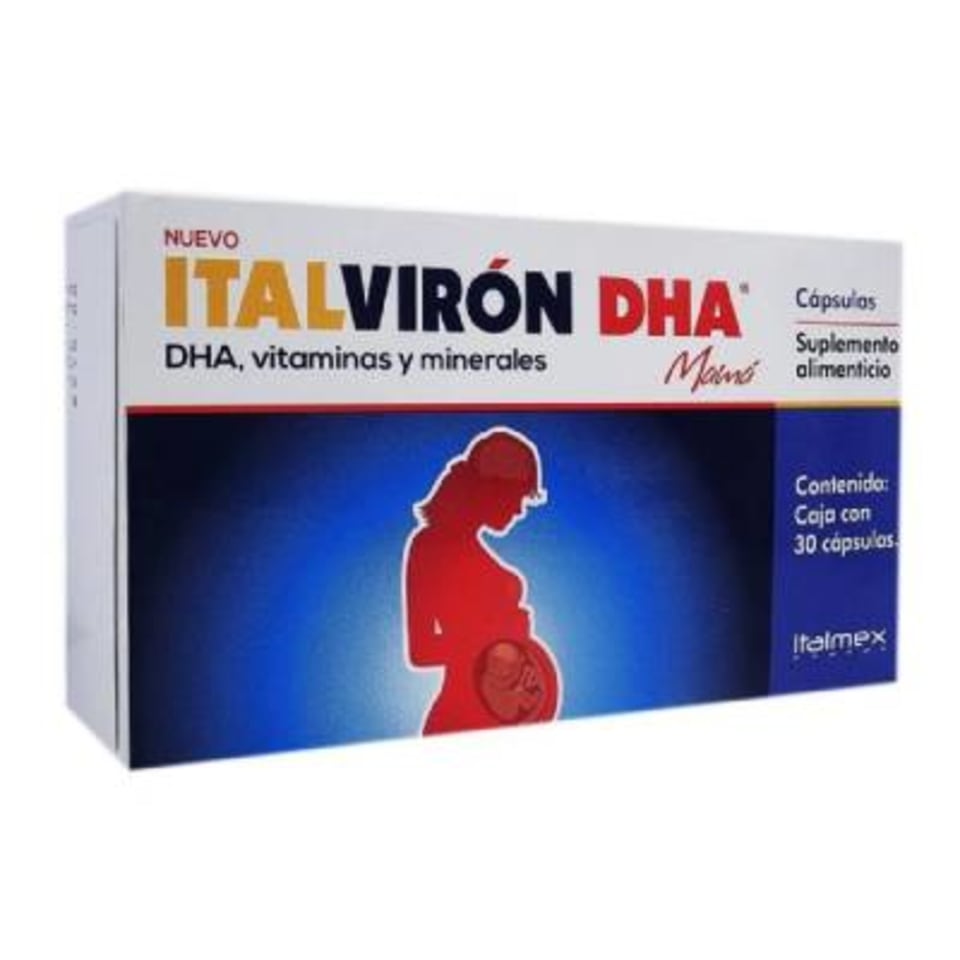 NUEVO
ITALVIRÓN DHA®
DHA, vitaminas y minerales
Mamá
Cápsulas
Suplemento
alimenticio
Contenido:
Caja con
30 cápsulas.
italmex